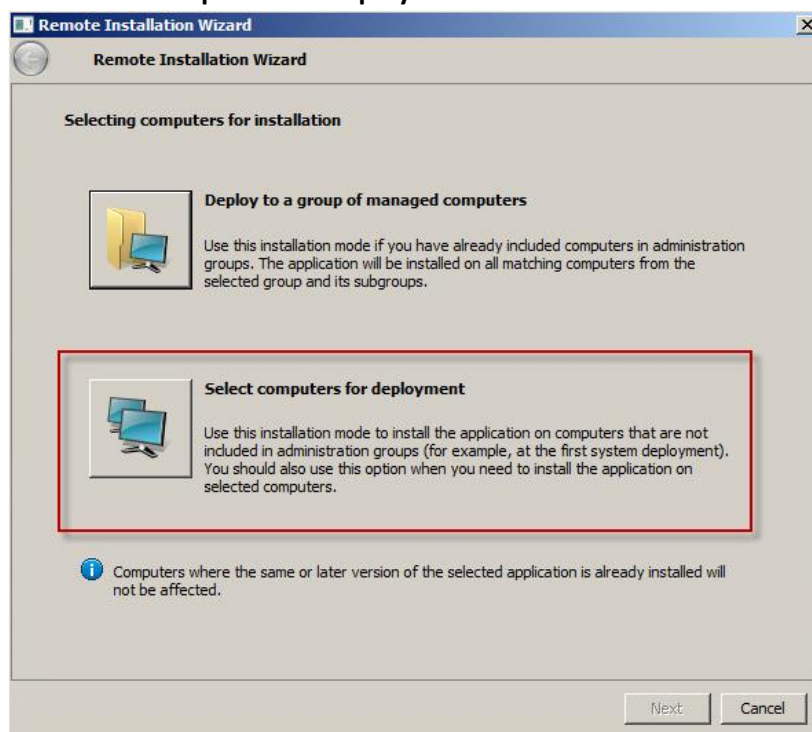 Remote Installation Wizard
Remote Installation Wizard
Selecting computers for installation
Deploy to a group of managed computers
Use this installation mode if you have already included computers in administration
groups. The application will be installed on all matching computers from the
selected group and its subgroups.
Select computers for deployment
Use this installation mode to install the application on computers that are not
included in administration groups (for example, at the first system deployment).
You should also use this option when you need to install the application on
selected computers.
Computers where the same or later version of the selected application is already installed will
not be affected.
Next Cancel